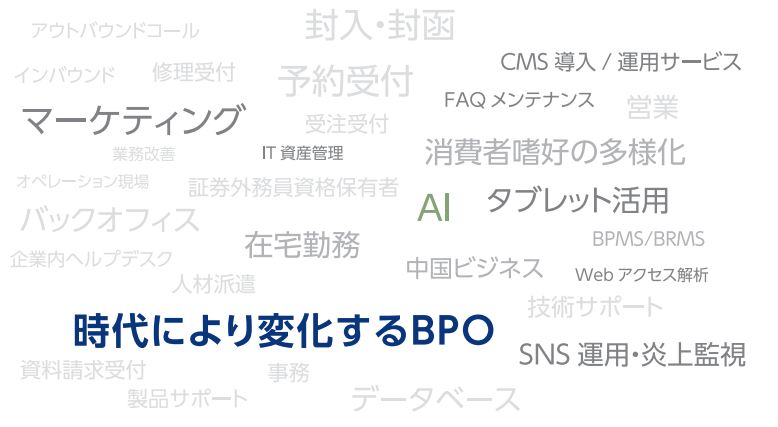 アウトバウンドコール
封入・封函
CMS 導入 / 運用サービス
インバウンド
修理受付
予約受付
FAQ メンテナンス
営業
マーケティング
受注受付
業務改善
IT 資産管理
消費者嗜好の多様化
オペレーション現場
証券外務員資格保有者
AI
タブレット活用
バックオフィス
在宅勤務
BPMS/BRMS
企業内ヘルプデスク
中国ビジネス
Web アクセス解析
人材派遣
技術サポート
時代により変化するBPO
SNS 運用・炎上監視
資料請求受付
事務
製品サポート
データベース